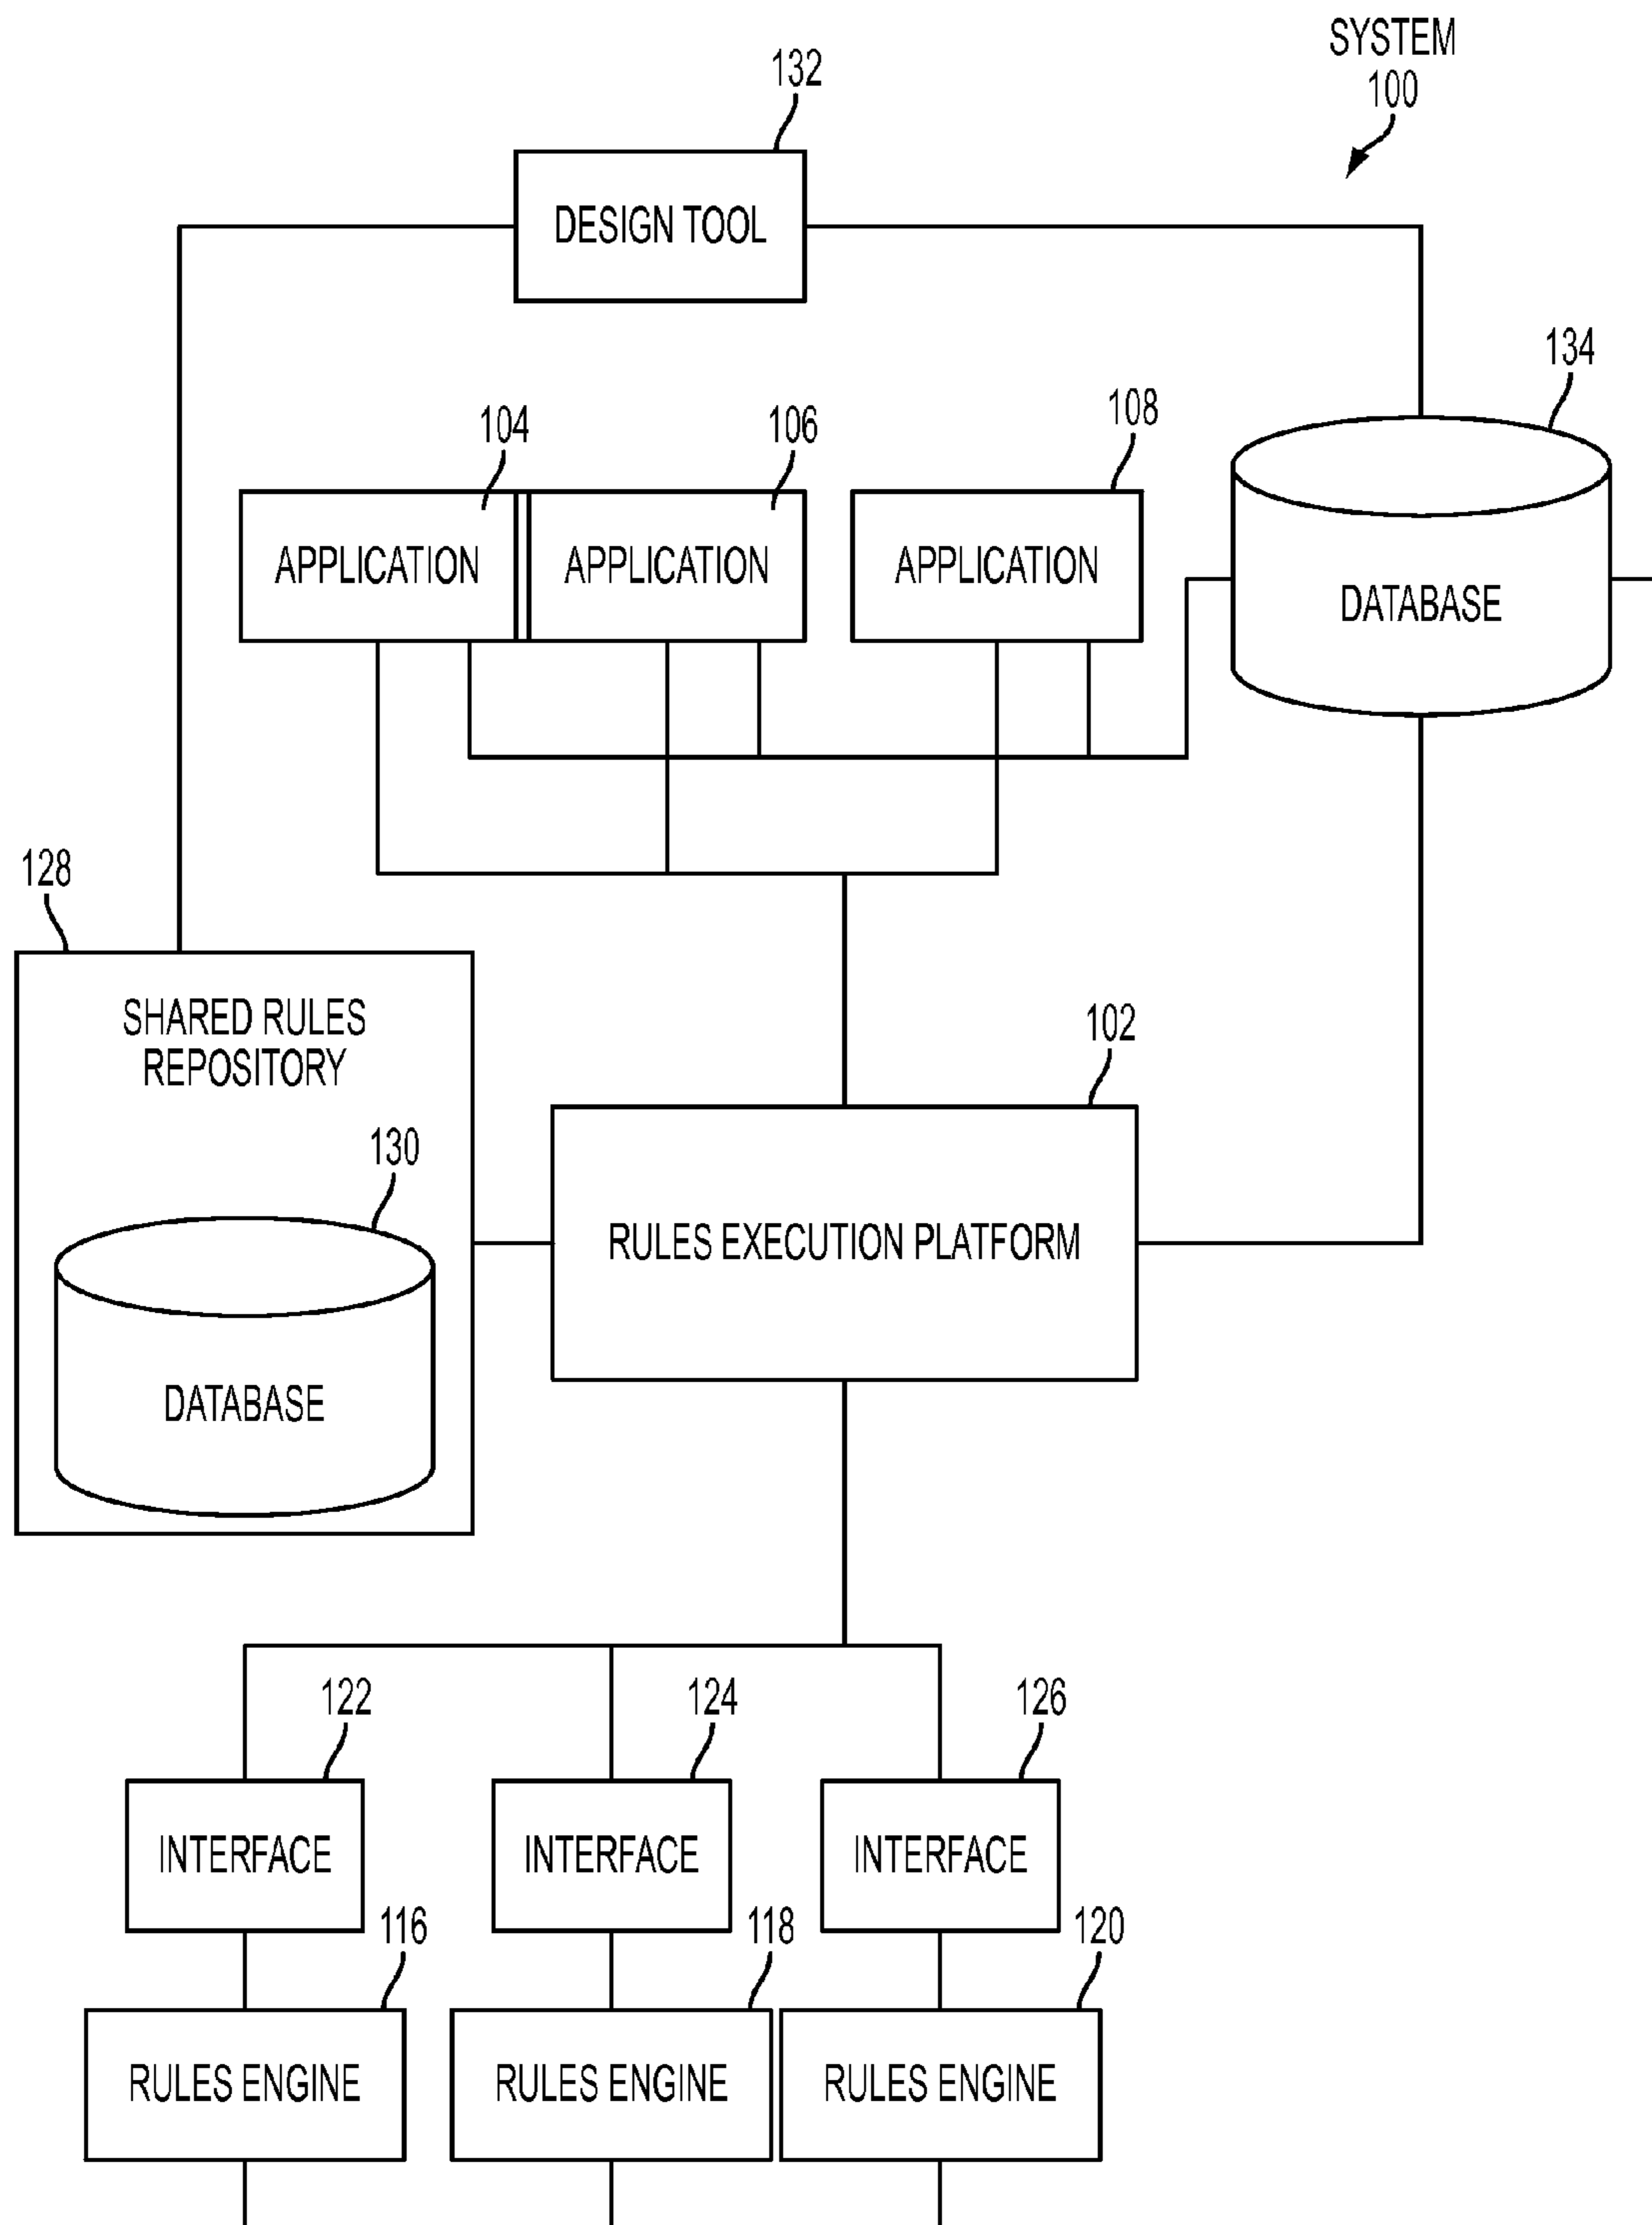 SYSTEM
100
132
DESIGN TOOL
134
104
106
108
APPLICATION
APPLICATION
APPLICATION
DATABASE
128
SHARED RULES
REPOSITORY
102
130
RULES EXECUTION PLATFORM
DATABASE
122
124
126
INTERFACE
INTERFACE
INTERFACE
116
118
120
RULES ENGINE
RULES ENGINE
RULES ENGINE